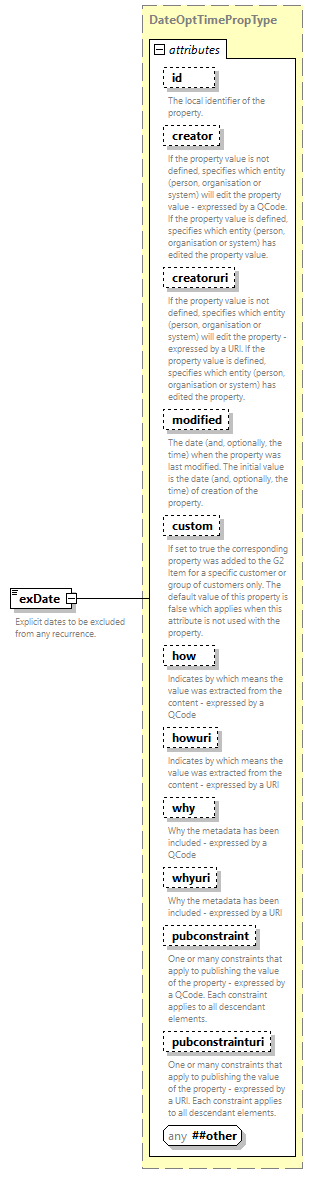 DateOptTimePropType
attributes
id
The local identifier of the
property.
creator
If the property value is not
defined, specifies which entity
(person, organisation or
system) will edit the property
value - expressed by a QCode.
If the property value is defined,
specifies which entity (person,
organisation or system) has
edited the property value.
creatoruri
If the property value is not
defined, specifies which entity
(person, organisation or
system) will edit the property -
expressed by a URI. If the
property value is defined,
specifies which entity (person,
organisation or system) has
edited the property.
modified
The date (and, optionally, the
time) when the property was
last modified. The initial value
is the date (and, optionally, the
time) of creation of the
property.
custom
If set to true the corresponding
property was added to the G2
Item for a specific customer or
group of customers only. The
default value of this property is
false which applies when this
attribute is not used with the
property.
exDate
Explicit dates to be excluded
from any recurrence.
how
Indicates by which means the
value was extracted from the
content - expressed by a
QCode
howuri
Indicates by which means the
value was extracted from the
content - expressed by a URI
why
Why the metadata has been
included - expressed by a
QCode
whyuri
Why the metadata has been
included - expressed by a URI
pubconstraint
One or many constraints that
apply to publishing the value
of the property - expressed by
a QCode. Each constraint
applies to all descendant
elements.
pubconstrainturi
One or many constraints that
apply to publishing the value
of the property - expressed by
a URI. Each constraint applies
to all descendant elements.
any ##other